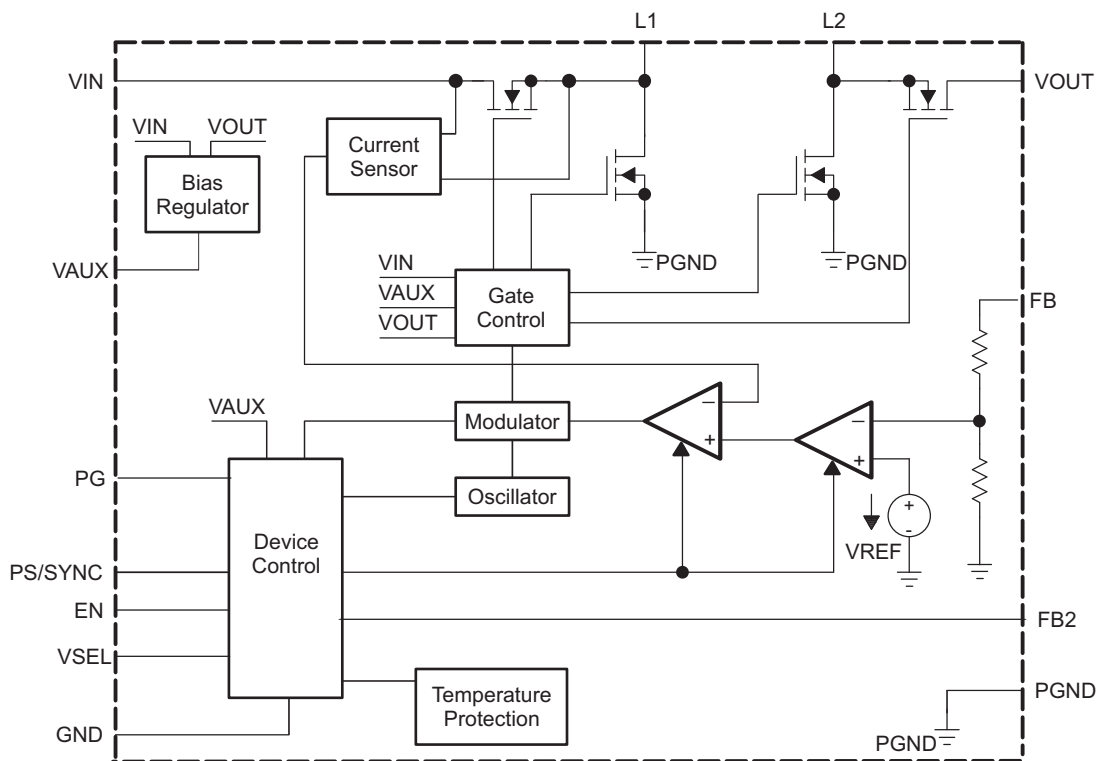 L1
L2
VIN
VOUT
VIN
VOUT
Current
Sensor
Bias
Regulator
VAUX
PGND
PGND
VIN
VAUX
VOUT
Gate
Control
FB
VAUX
Modulator
−
+
−
+
PG
Oscillator
+
-
VREF
Device
Control
PS/SYNC
EN
FB2
VSEL
Temperature
Protection
PGND
GND
PGND